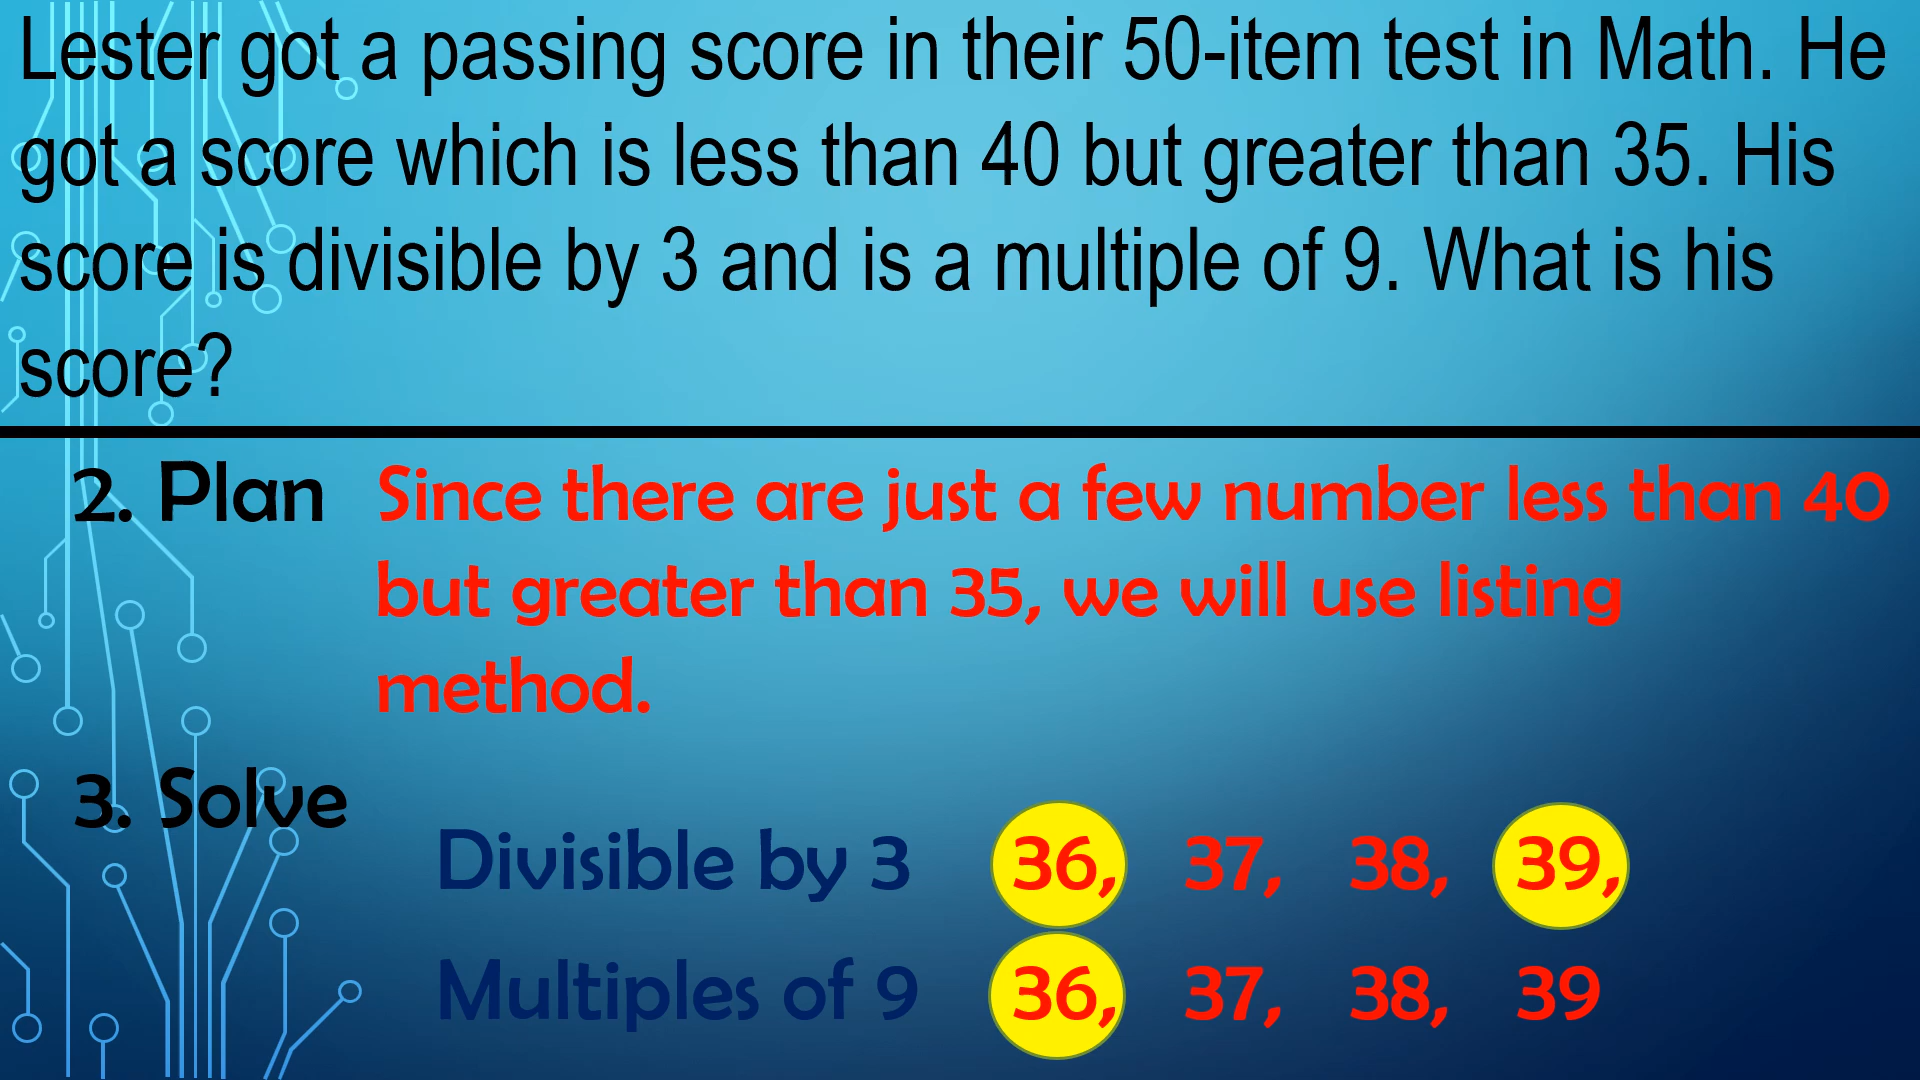 Lester got a passing score in their 50-item test in Math. He
got a score which is less than 40 but greater than 35. His
score is divisible by 3 and is a multiple of 9. What is his
score?
2. Plan Since there are just a few number less than 40
but greater than 35, we will use listing
method.
3. Solve
Divisible by 3 36, 37, 38, 39,
Multiples of 9 36, 37, 38, 39